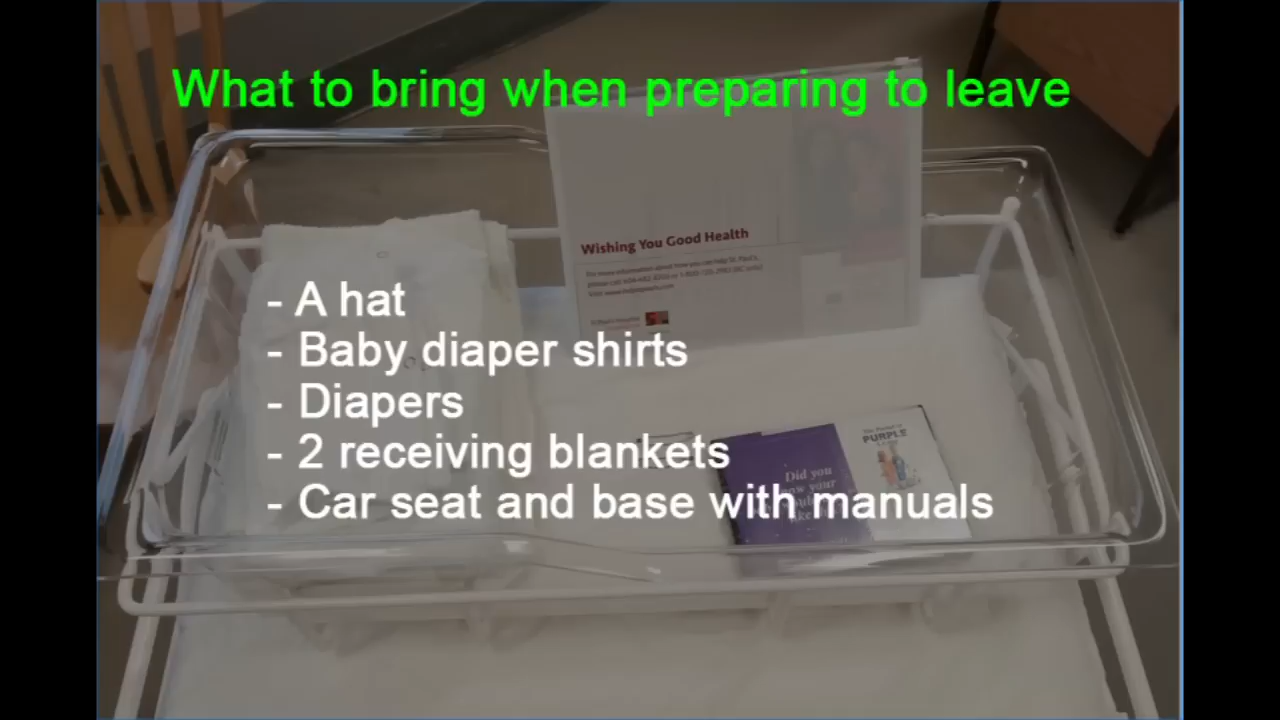 What to bring when preparing to leave
Wishing You Good Health
- A hat
- Baby diaper shirts
- Diapers
- 2 receiving blankets
- Car seat and base with manuals
PURPLE
Did you
your